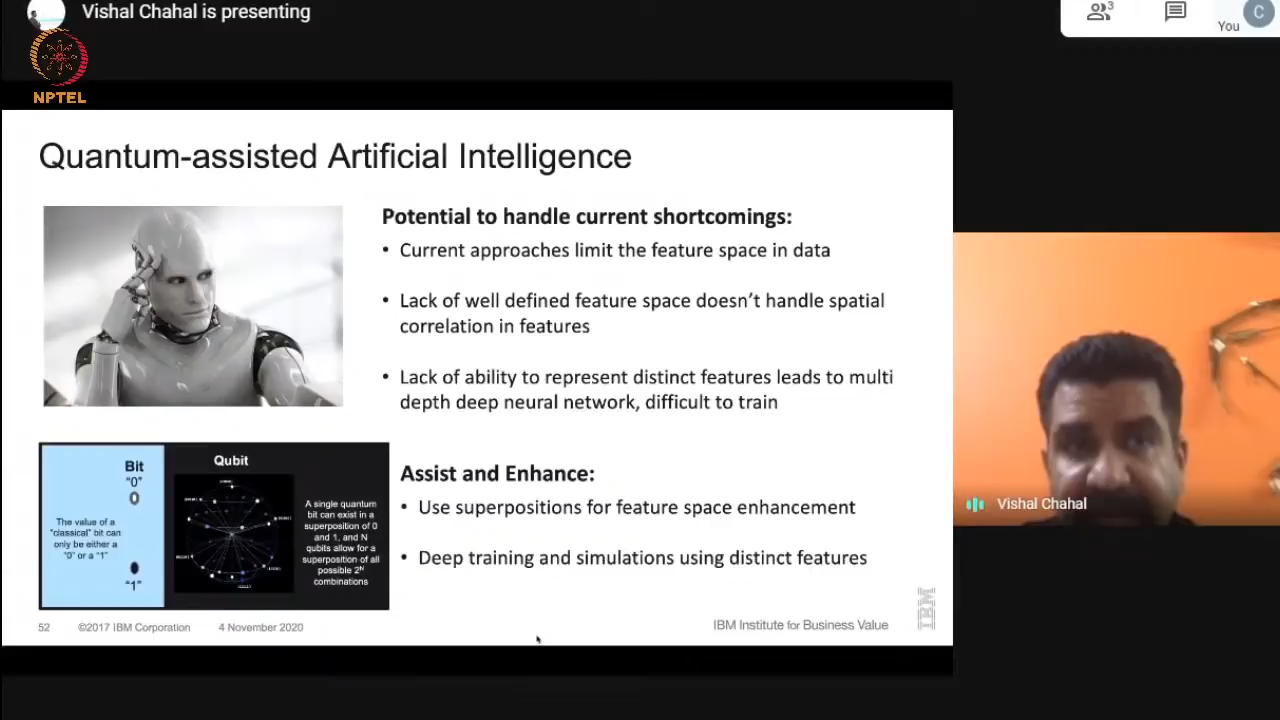 Vishal Chahal is presenting
3
You
C
NPTEL
Quantum-assisted Artificial Intelligence
Potential to handle current shortcomings:
• Current approaches limit the feature space in data
• Lack of well defined feature space doesn't handle spatial
correlation in features
• Lack of ability to represent distinct features leads to multi
depth deep neural network, difficult to train
Bit
"0"
The value of a
"classical" bit can
only be either a
"0" or a "1"
"1"
Qubit
A single quantum
bit can exist in a
superposition of 0
and 1, and N
qubits allow for a
superposition of all
possible 2ᴺ
combinations
Assist and Enhance:
• Use superpositions for feature space enhancement
• Deep training and simulations using distinct features
52 ©2017 IBM Corporation 4 November 2020
IBM Institute for Business Value
IBM
Vishal Chahal